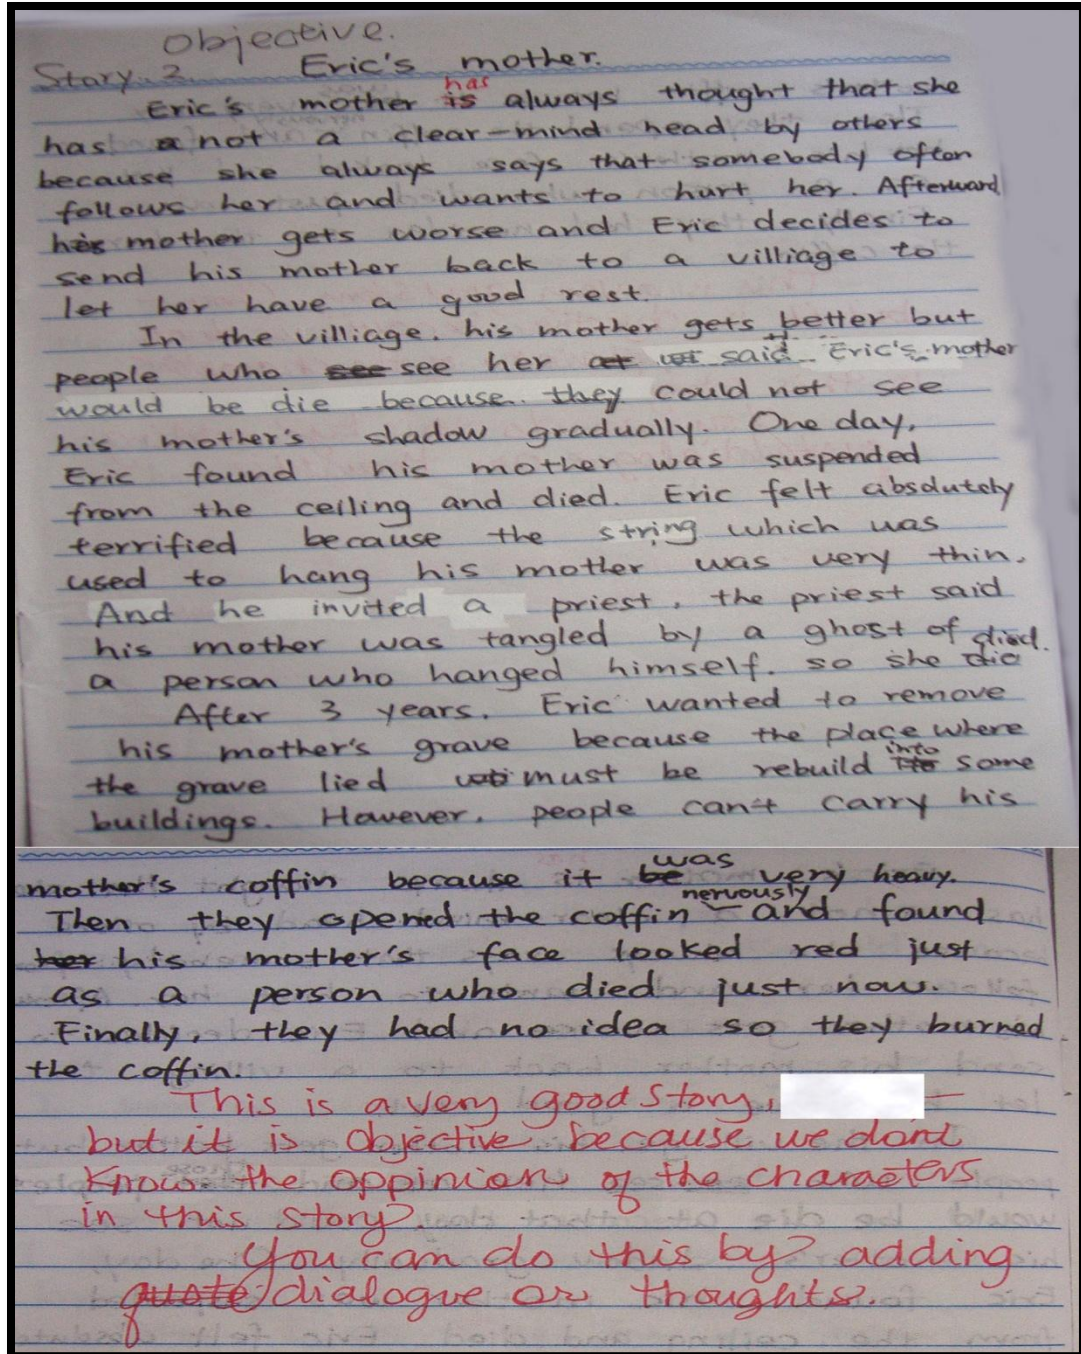 Objective.
Story 2. Eric's mother.
has
Eric's mother is always thought that she
has a not a clear-mind head by others
because she always says that somebody often
follows her and wants to hurt her. Afterward
his mother gets worse and Eric decides to
send his mother back to a villiage to
let her have a good rest.
In the villiage, his mother gets better but
people who see see her at said Eric's mother
would be die because they could not see
his mother's shadow gradually. One day,
Eric found his mother was suspended
from the ceiling and died. Eric felt absolutely
terrified because the string which was
used to hang his mother was very thin.
And he invited a priest, the priest said
his mother was tangled by a ghost of
a person who hanged himself. so she die died.
After 3 years, Eric wanted to remove
his mother's grave because the place where
into
the grave lied must be rebuild some
buildings. However, people can't carry his
was
mother's coffin because it be very heavy.
nervously
Then they opened the coffin and found
her his mother's face looked red just
as a person who died just now.
Finally, they had no idea so they burned
the coffin.
This is a very good story,
but it is objective because we dont
know the oppinion of the characters
in this story.
You can do this by adding
quote dialogue or thoughts.